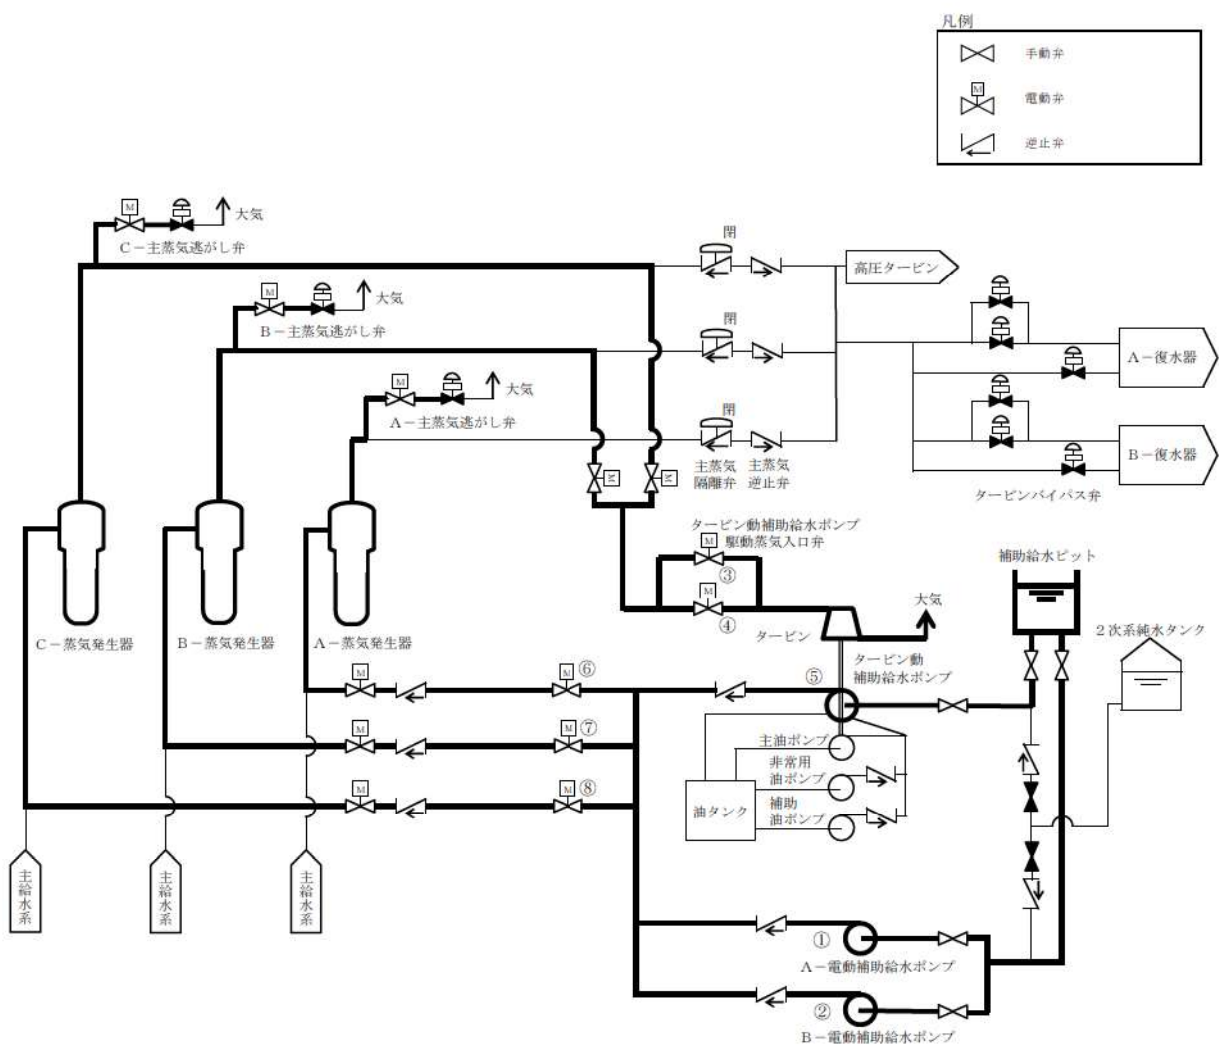 凡例
手動弁
M
電動弁
逆止弁
M
大気
C－主蒸気逃がし弁
M
大気
B－主蒸気逃がし弁
M
大気
A－主蒸気逃がし弁
閉
閉
閉
高圧タービン
A－復水器
B－復水器
タービンバイパス弁
主蒸気
隔離弁
主蒸気
逆止弁
M
M
タービン動補助給水ポンプ
駆動蒸気入口弁
M
③
M
④
タービン
大気
補助給水ピット
2次系純水タンク
C－蒸気発生器
B－蒸気発生器
A－蒸気発生器
タービン動
補助給水ポンプ
⑤
M
M
⑥
M
M
⑦
M
M
⑧
主油ポンプ
非常用
油ポンプ
補助
油ポンプ
油タンク
主給水系
主給水系
主給水系
①
A－電動補助給水ポンプ
②
B－電動補助給水ポンプ